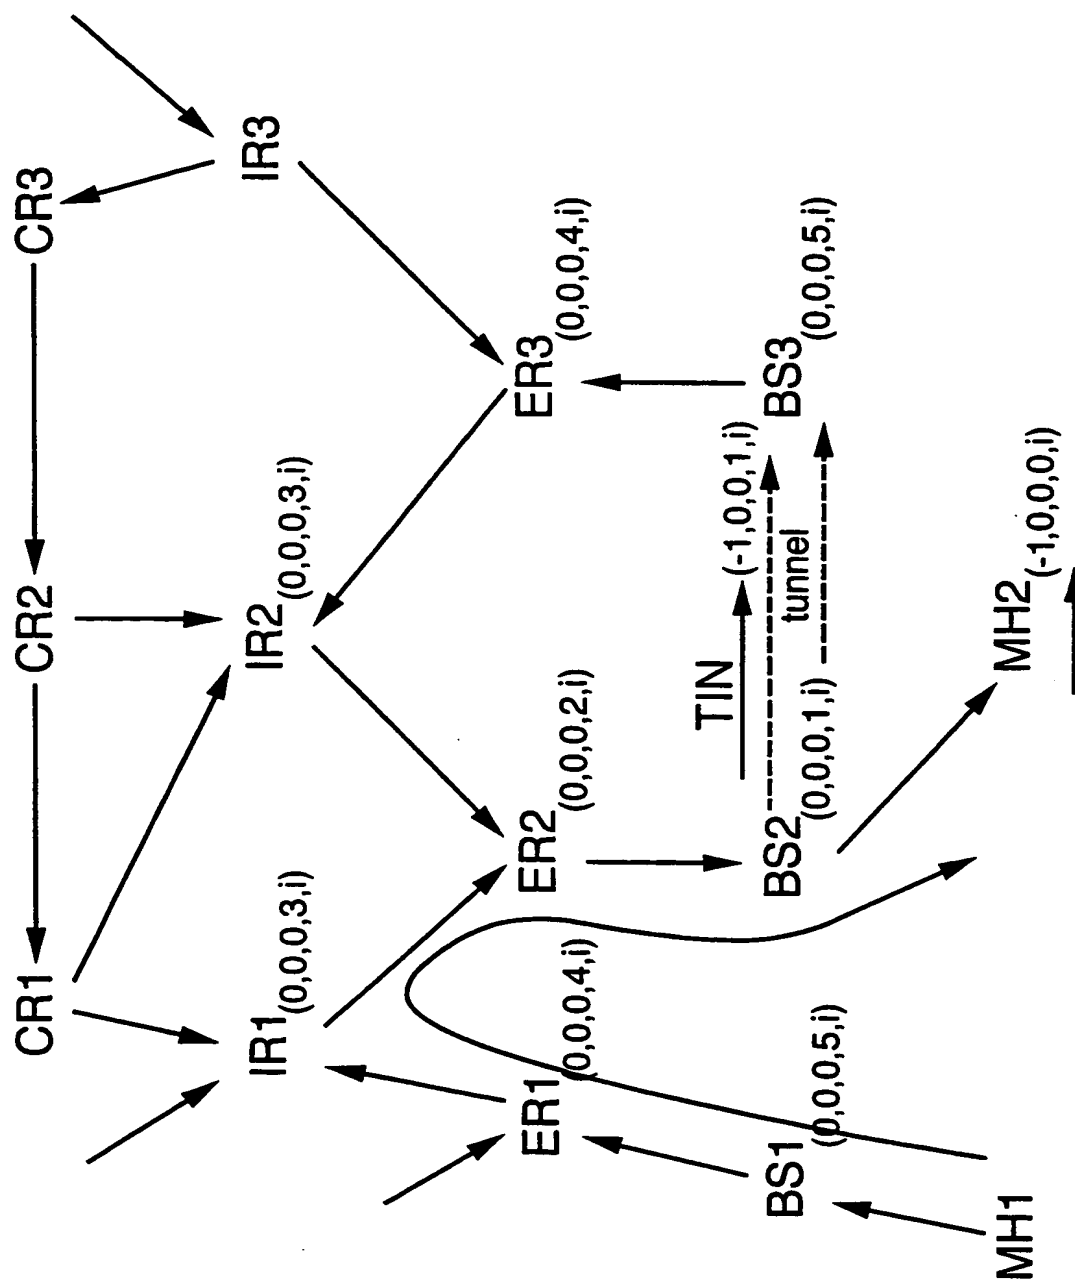 CR1
CR2
CR3
IR1(0,0,0,3,i)
IR2(0,0,0,3,i)
IR3
ER1(0,0,0,4,i)
ER2(0,0,0,2,i)
ER3(0,0,0,4,i)
TIN
(-1,0,0,1,i)
tunnel
BS1(0,0,0,5,i)
BS2(0,0,0,1,i)
BS3(0,0,0,5,i)
MH1
MH2(-1,0,0,0,i)